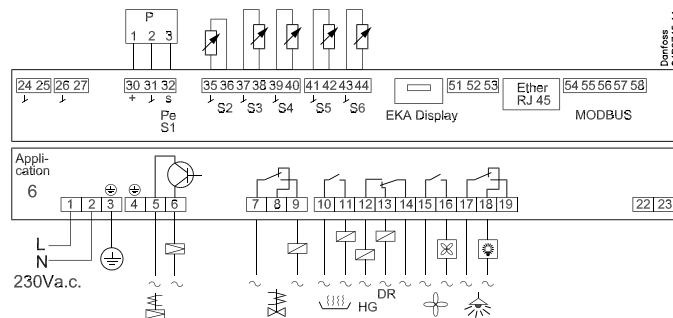 Danfoss
P
1 2 3
24 25 26 27 30 31 32 35 36 37 38 39 40 41 42 43 44 51 52 53 54 55 56 57 58
+ s S2 S3 S4 S5 S6
Pe
S1
EKA Display
Ether
RJ 45
MODBUS
Appli-
cation
6
1 2 3 4 5 6 7 8 9 10 11 12 13 14 15 16 17 18 19 22 23
L
N
230Va.c.
HG
DR